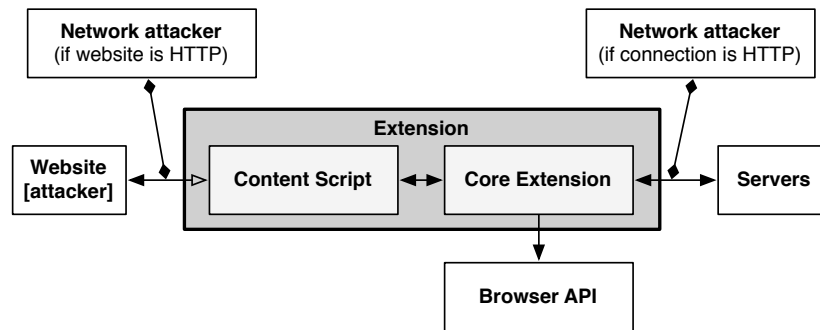 Network attacker
(if website is HTTP)
Network attacker
(if connection is HTTP)
Extension
Website
[attacker]
Content Script
Core Extension
Servers
Browser API